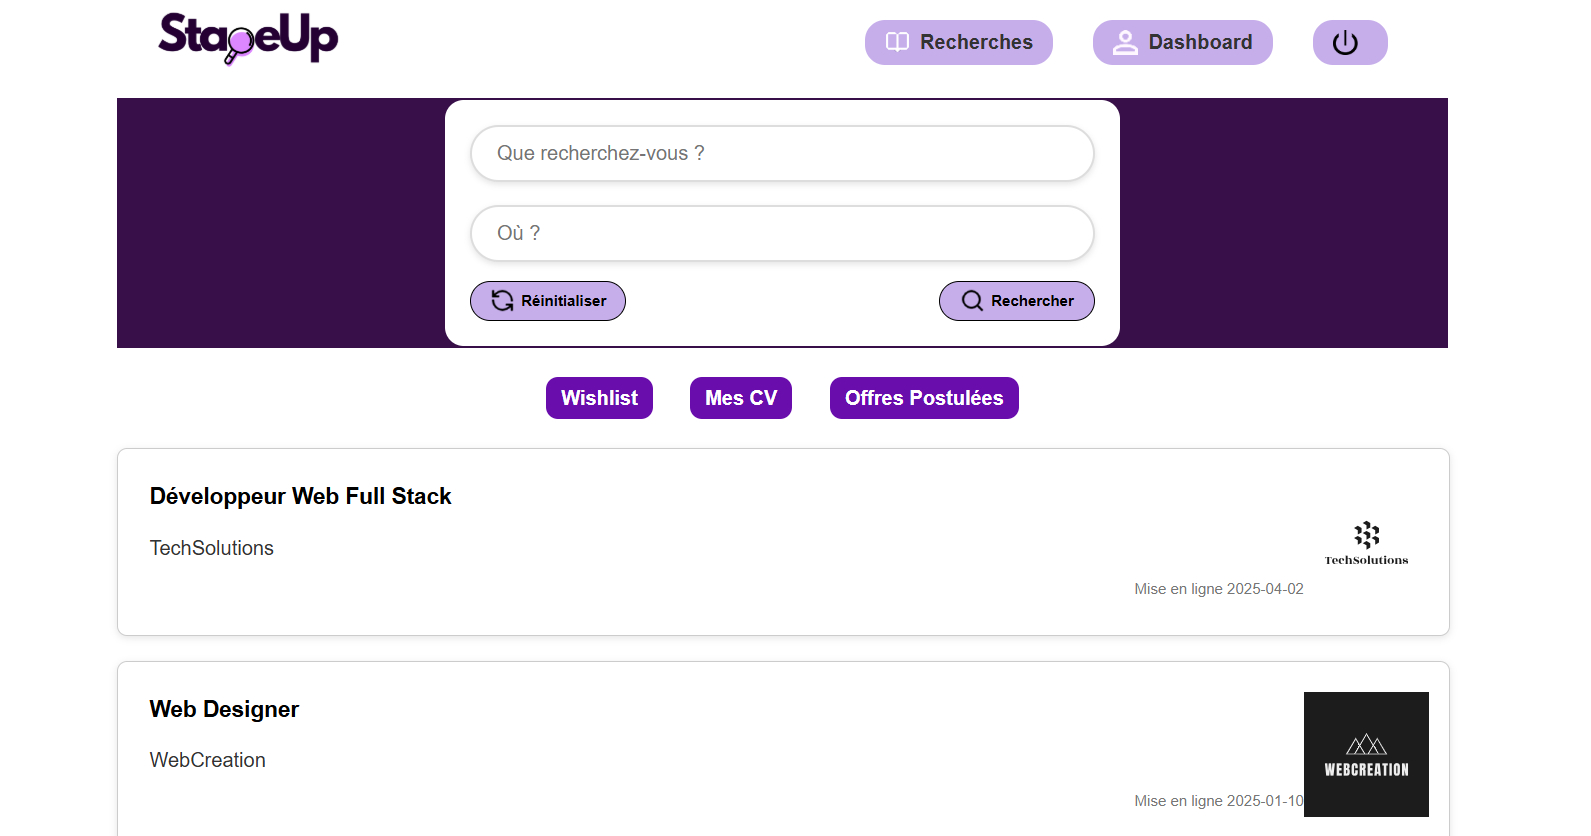 StageUp
Recherches
Dashboard
Que recherchez-vous ?
Où ?
Réinitialiser
Rechercher
Wishlist
Mes CV
Offres Postulées
Développeur Web Full Stack
TechSolutions
TechSolutions
Mise en ligne 2025-04-02
Web Designer
WebCreation
WEBCREATION
Mise en ligne 2025-01-10